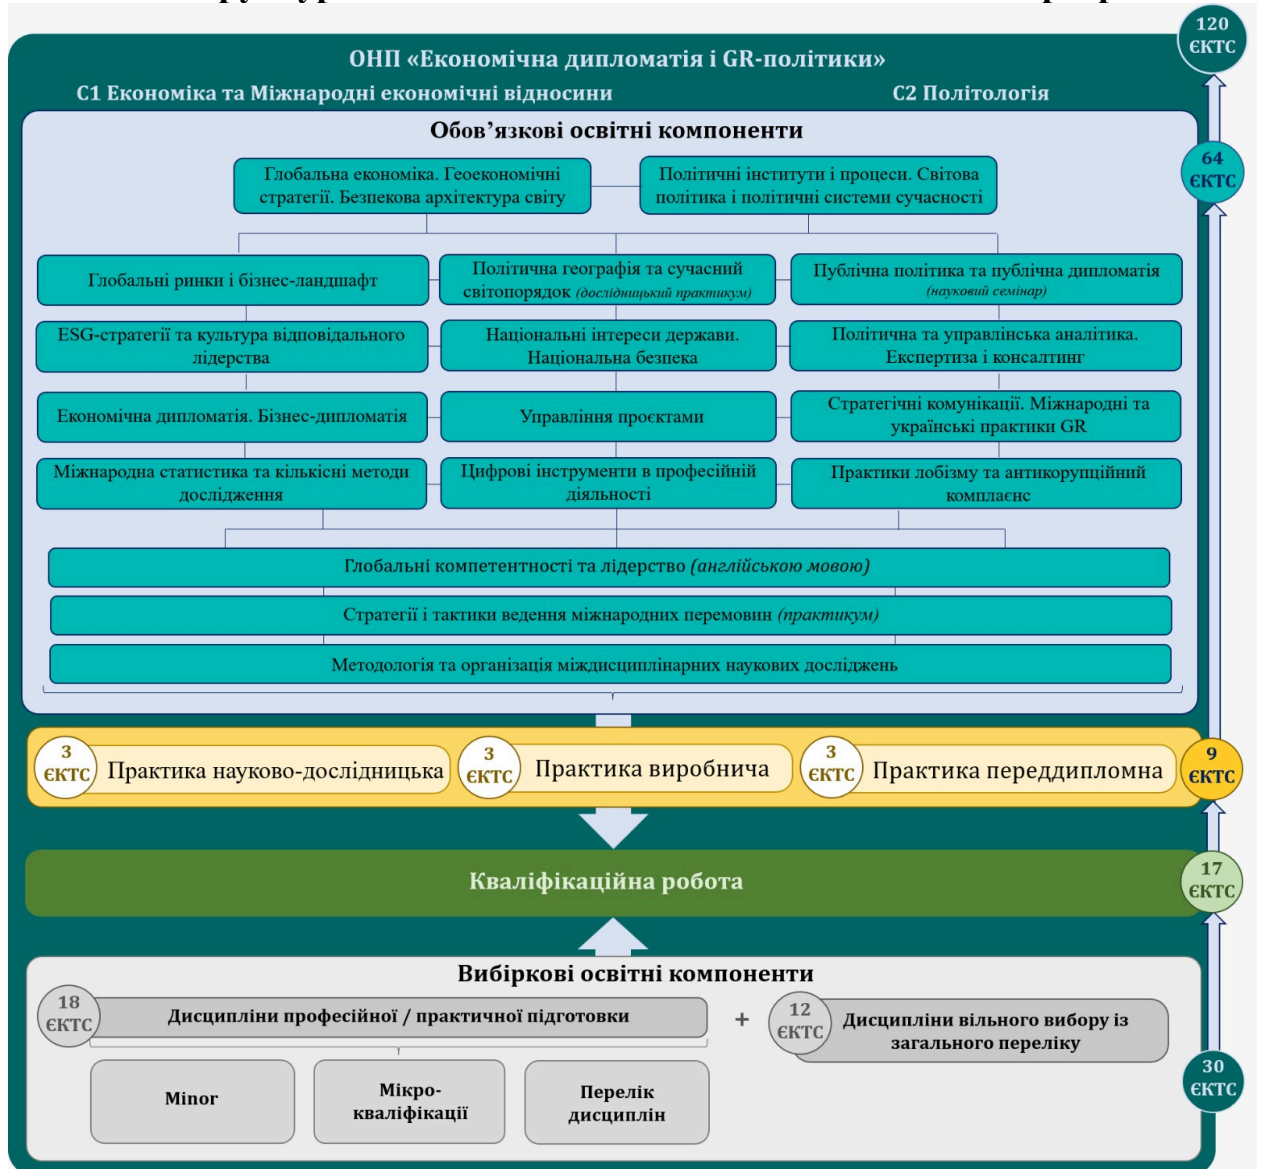 120
ЄКТС
ОНП «Економічна дипломатія і GR-політики»
С1 Економіка та Міжнародні економічні відносини
С2 Політологія
Обов’язкові освітні компоненти
64
ЄКТС
Глобальна економіка. Геоекономічні
стратегії. Безпекова архітектура світу
Політичні інститути і процеси. Світова
політика і політичні системи сучасності
Глобальні ринки і бізнес-ландшафт
Політична географія та сучасний
світопорядок (дослідницький практикум)
Публічна політика та публічна дипломатія
(науковий семінар)
ESG-стратегії та культура відповідального
лідерства
Національні інтереси держави.
Національна безпека
Політична та управлінська аналітика.
Експертиза і консалтинг
Економічна дипломатія. Бізнес-дипломатія
Управління проєктами
Стратегічні комунікації. Міжнародні та
українські практики GR
Міжнародна статистика та кількісні методи
дослідження
Цифрові інструменти в професійній
діяльності
Практики лобізму та антикорупційний
комплаєнс
Глобальні компетентності та лідерство (англійською мовою)
Стратегії і тактики ведення міжнародних перемовин (практикум)
Методологія та організація міждисциплінарних наукових досліджень
3
ЄКТС
Практика науково-дослідницька
3
ЄКТС
Практика виробнича
3
ЄКТС
Практика переддипломна
9
ЄКТС
Кваліфікаційна робота
17
ЄКТС
Вибіркові освітні компоненти
18
ЄКТС
Дисципліни професійної / практичної підготовки
+
12
ЄКТС
Дисципліни вільного вибору із
загального переліку
Minor
Мікро-
кваліфікації
Перелік
дисциплін
30
ЄКТС